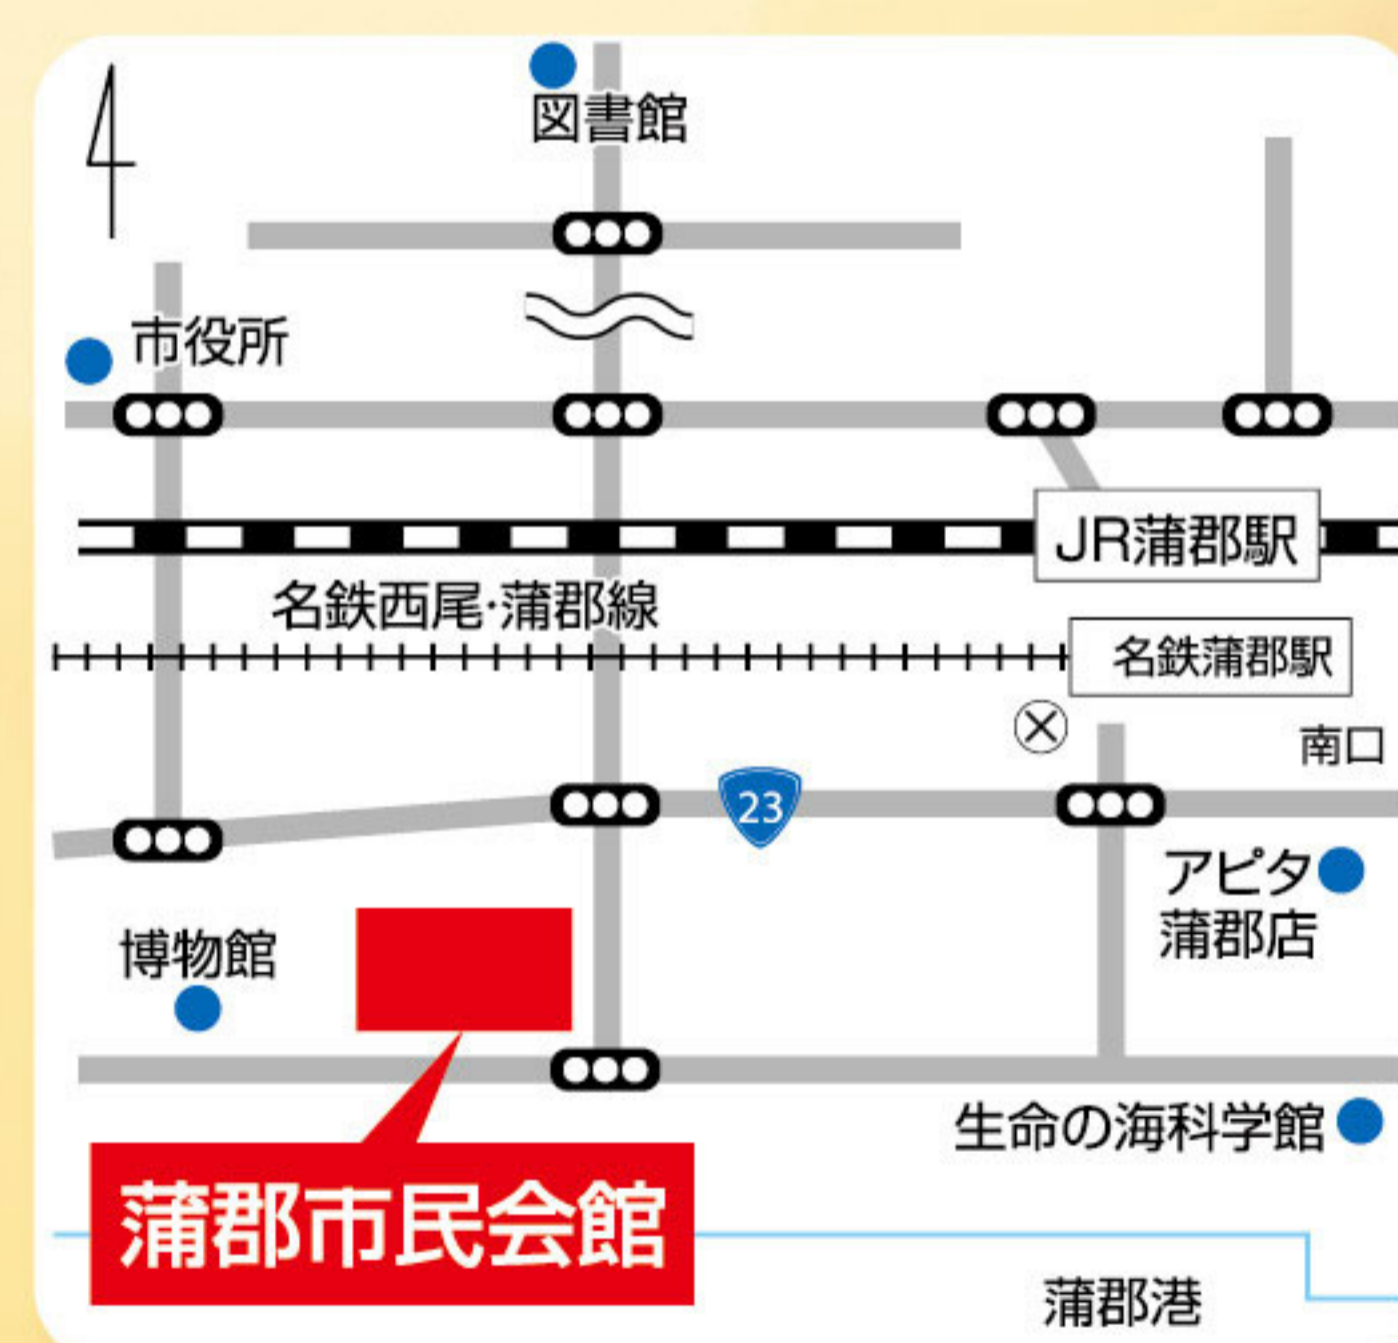 図書館
市役所
JR蒲郡駅
名鉄西尾・蒲郡線
名鉄蒲郡駅
南口
23
アピタ
蒲郡店
博物館
生命の海科学館
蒲郡市民会館
蒲郡港